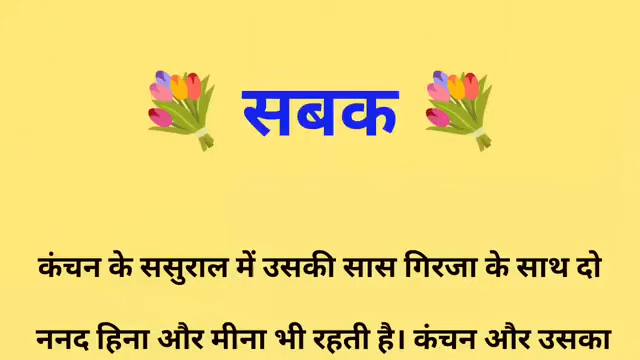 सबक
कंचन के ससुराल में उसकी सास गिरजा के साथ दो
ननद हिना और मीना भी रहती है। कंचन और उसका